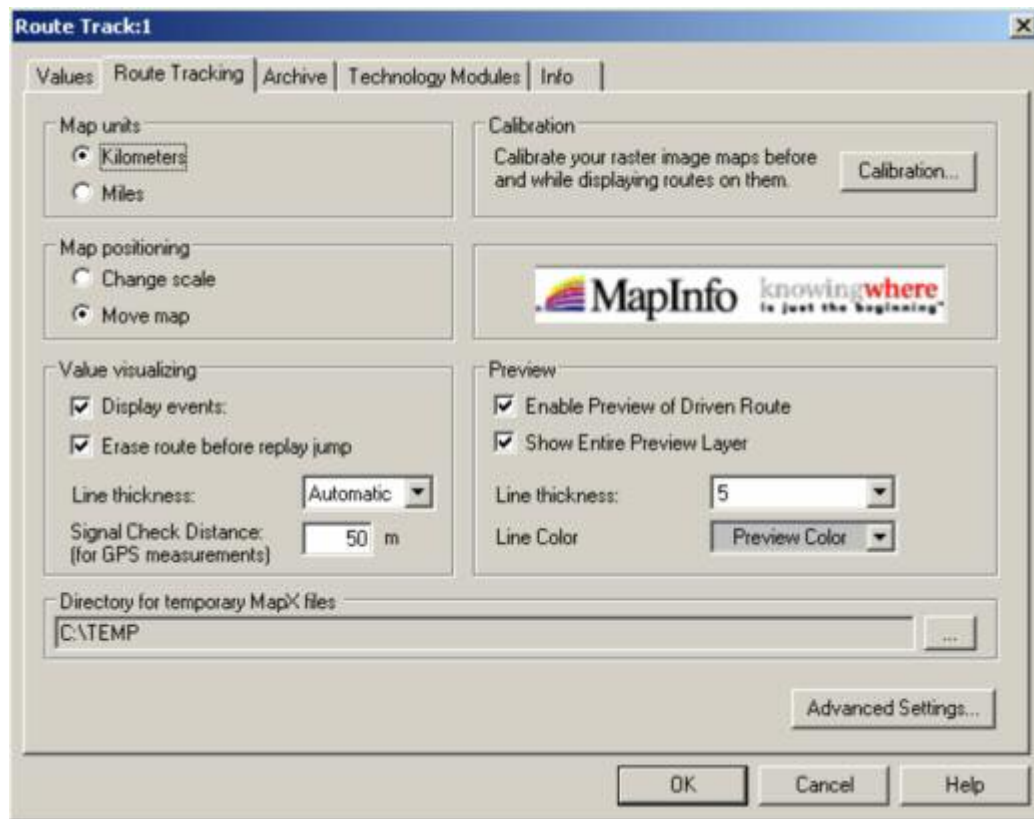 Route Track:1
Values
Route Tracking
Archive
Technology Modules
Info
Map units
Kilometers
Miles
Calibration
Calibrate your raster image maps before
and while displaying routes on them.
Calibration...
Map positioning
Change scale
Move map
MapInfo
knowingwhere
is just the beginning™
Value visualizing
Display events:
Erase route before replay jump
Line thickness:
Automatic
Signal Check Distance:
(for GPS measurements)
50 m
Preview
Enable Preview of Driven Route
Show Entire Preview Layer
Line thickness:
5
Line Color
Preview Color
Directory for temporary MapX files
C:\TEMP
...
Advanced Settings...
OK
Cancel
Help